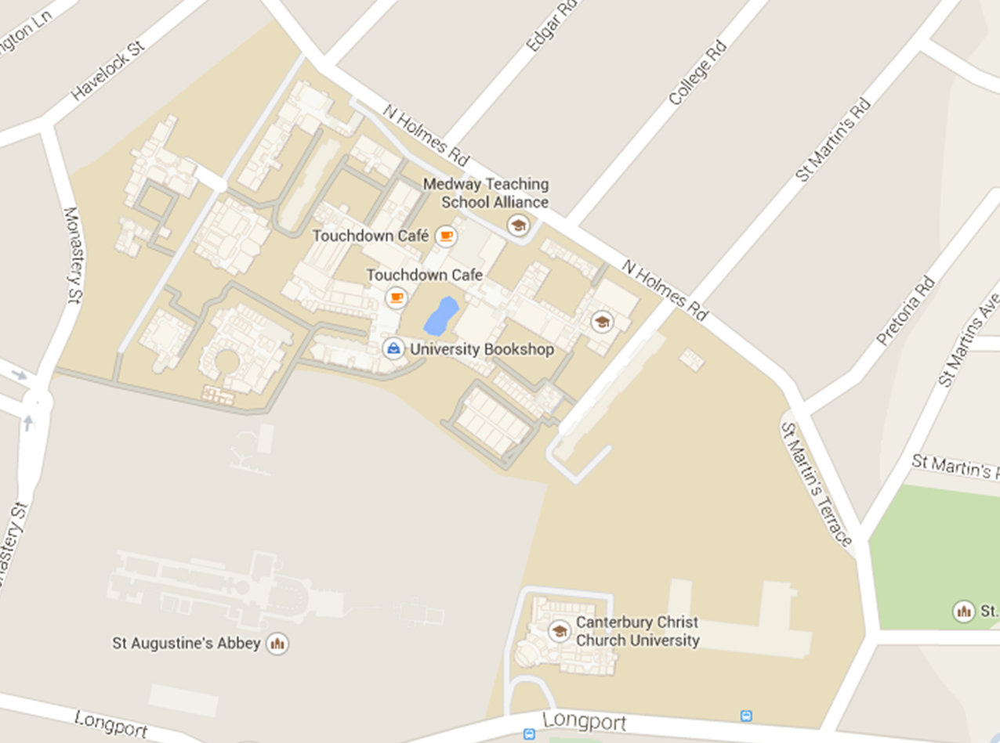 ngton Ln
Havelock St
Edgar Rd
College Rd
N Holmes Rd
St Martin's Rd
Medway Teaching
School Alliance
Monastery St
Touchdown Café
Touchdown Cafe
N Holmes Rd
Pretoria Rd
St Martins Ave
University Bookshop
St Martin's Terrace
St Martin's R
nastery St
St.
Canterbury Christ
Church University
St Augustine's Abbey
Longport
Longport